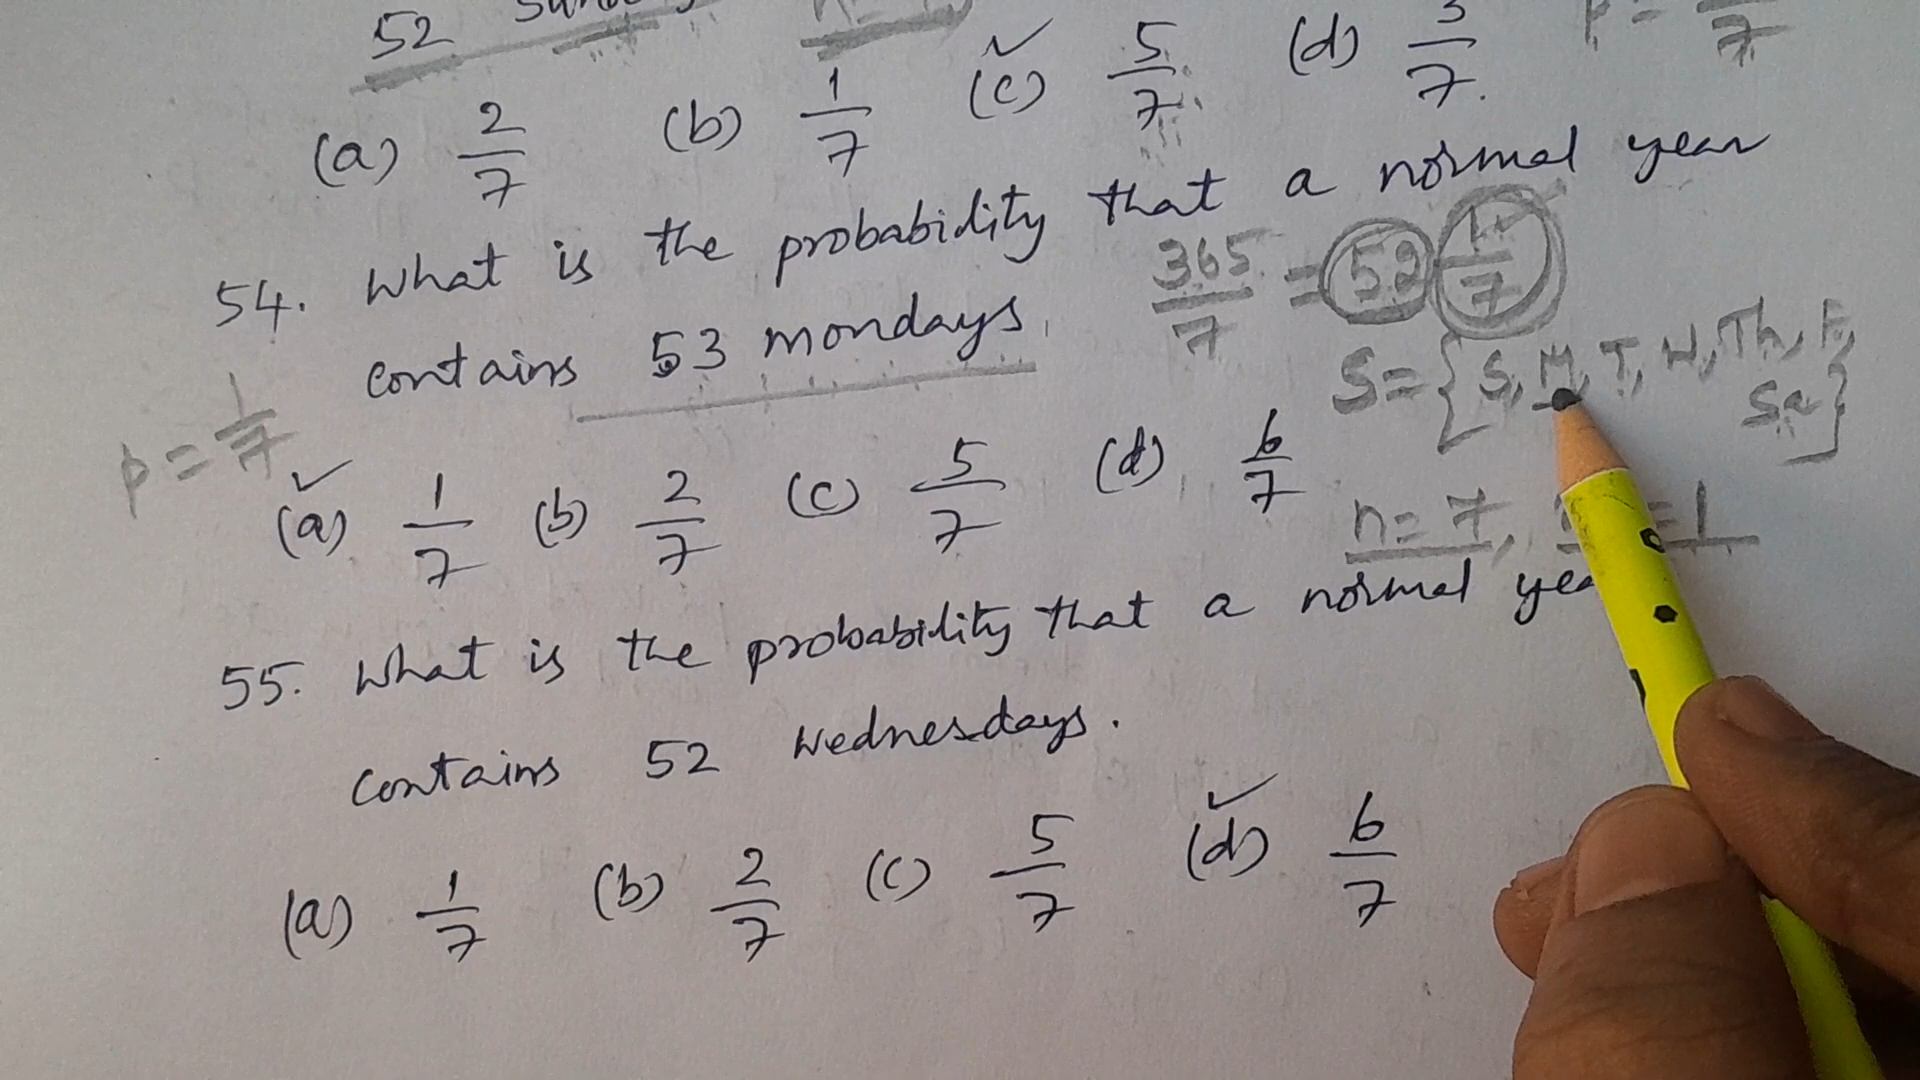 52
(a) 2/7 (b) 1/7 ✓(c) 5/7 (d) 3/7
54. What is the probability that a normal year
contains 53 mondays.
365/7 = 52 1/7
S = {S, M, T, W, Th, F,
Sa}
n = 7, = 1
p = 1/7
✓(a) 1/7 (b) 2/7 (c) 5/7 (d) 6/7
55. What is the probability that a normal yea
contains 52 Wednesdays.
(a) 1/7 (b) 2/7 (c) 5/7 ✓(d) 6/7